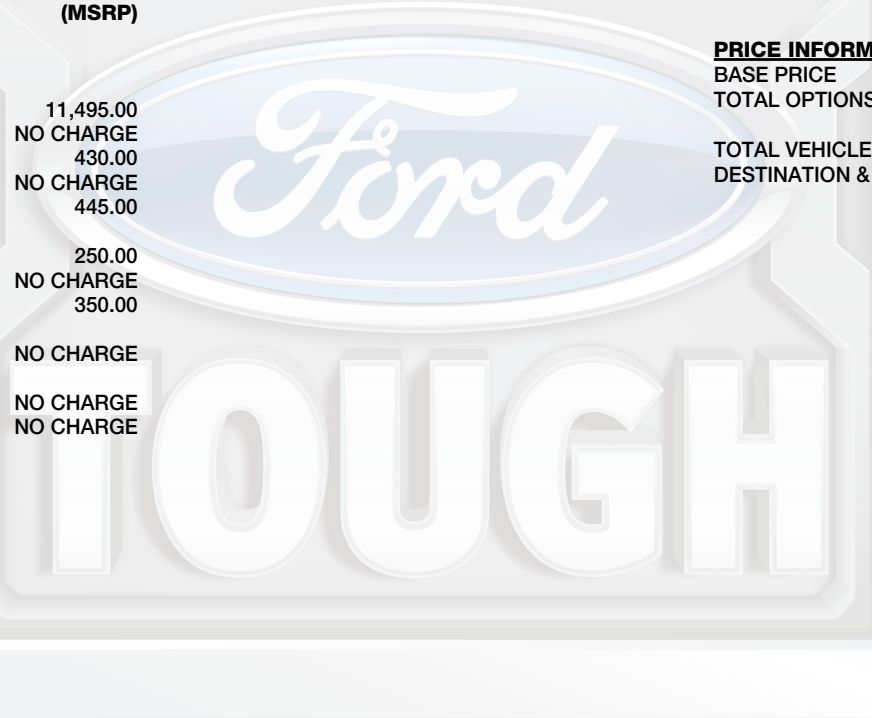 (MSRP)
11,495.00
NO CHARGE
430.00
NO CHARGE
445.00
250.00
NO CHARGE
350.00
NO CHARGE
NO CHARGE
NO CHARGE
PRICE INFORM
BASE PRICE
TOTAL OPTIONS
TOTAL VEHICLE
DESTINATION &
Ford
TOUGH